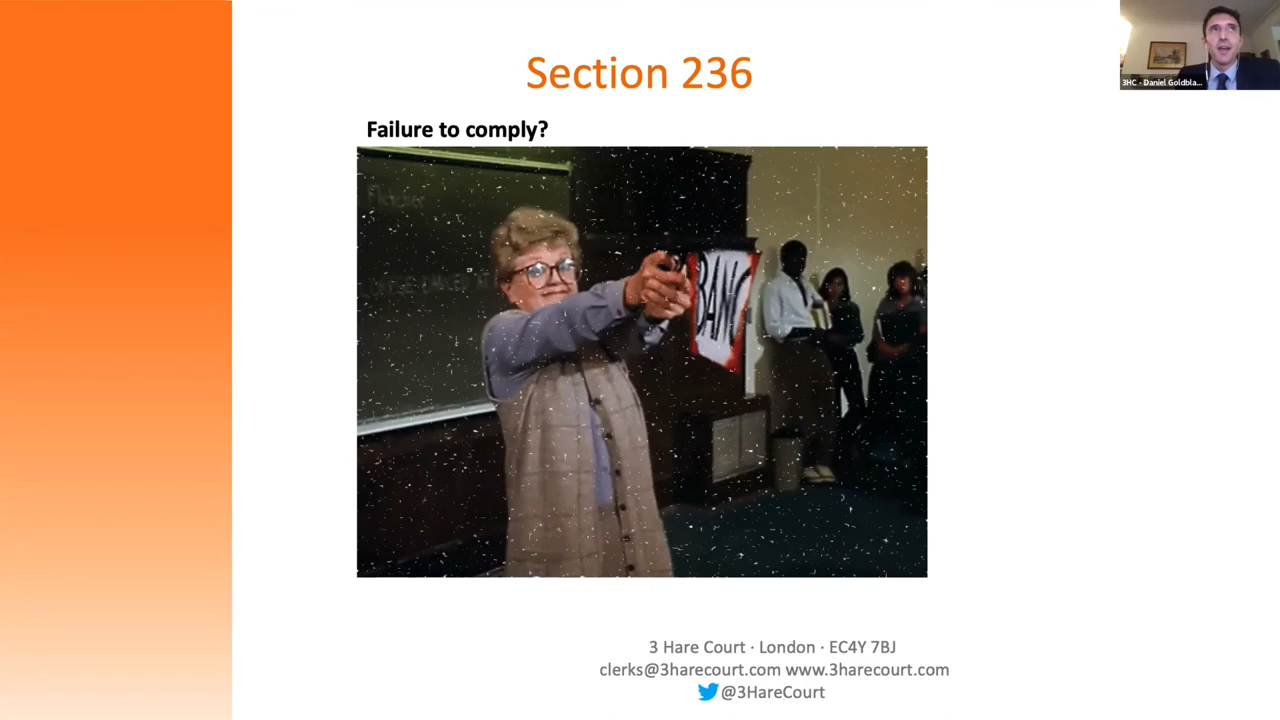 Section 236
3HC - Daniel Goldbla...
Failure to comply?
BANG
3 Hare Court · London · EC4Y 7BJ
clerks@3harecourt.com www.3harecourt.com
@3HareCourt